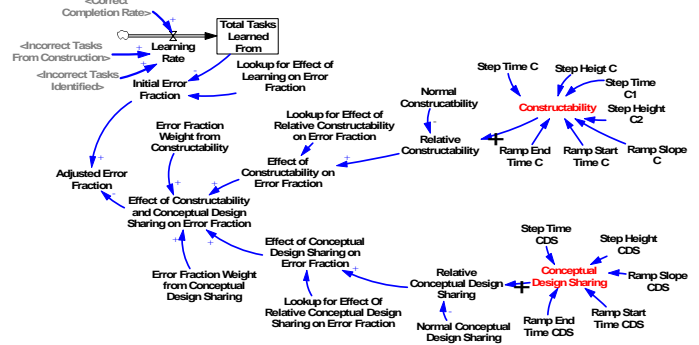 <Correct
Completion Rate>
Total Tasks
Learned
From
<Incorrect Tasks
From Construction>
Learning
Rate
<Incorrect Tasks
Identified>
Initial Error
Fraction
Lookup for Effect of
Learning on Error
Fraction
Adjusted Error
Fraction
Error Fraction
Weight from
Constructability
Lookup for Effect of
Relative Constructability
on Error Fraction
Effect of
Constructability on
Error Fraction
Normal
Construcatbility
Relative
Constructability
Step Time C
Step Heigt C
Step Time
C1
Constructability
Step Height
C2
Ramp End
Time C
Ramp Start
Time C
Ramp Slope
C
Effect of Constructability
and Conceptual Design
Sharing on Error Fraction
Error Fraction Weight
from Conceptual
Design Sharing
Effect of Conceptual
Design Sharing on
Error Fraction
Lookup for Effect Of
Relative Conceptual Design
Sharing on Error Fraction
Relative
Conceptual Design
Sharing
Normal Conceptual
Design Sharing
Step Time
CDS
Step Height
CDS
Conceptual
Design Sharing
Ramp Slope
CDS
Ramp End
Time CDS
Ramp Start
Time CDS